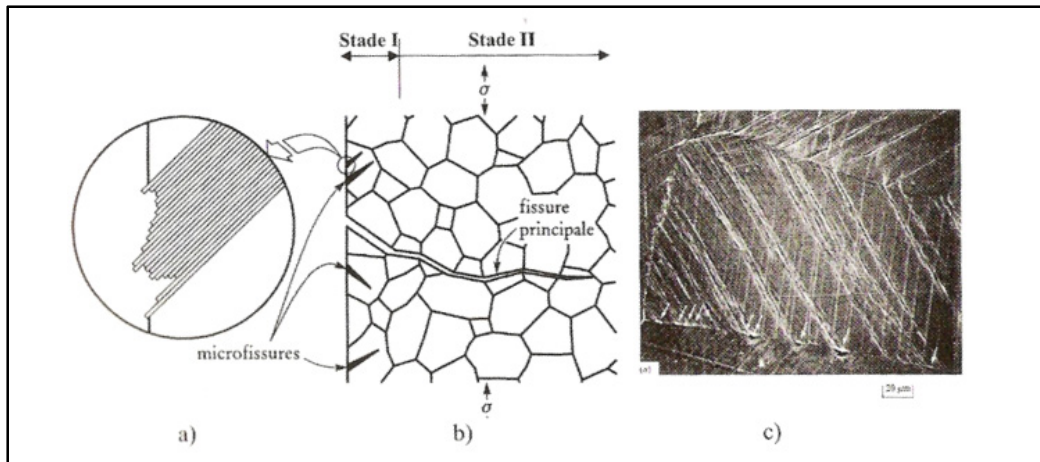 Stade I Stade II
σ
fissure
principale
microfissures
σ
(a)
20 μm
a) b) c)